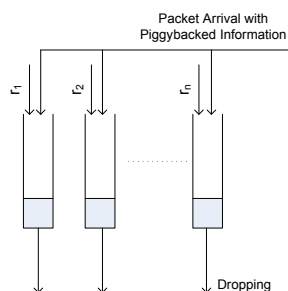 Packet Arrival with
Piggybacked Information
r1
r2
rn
Dropping